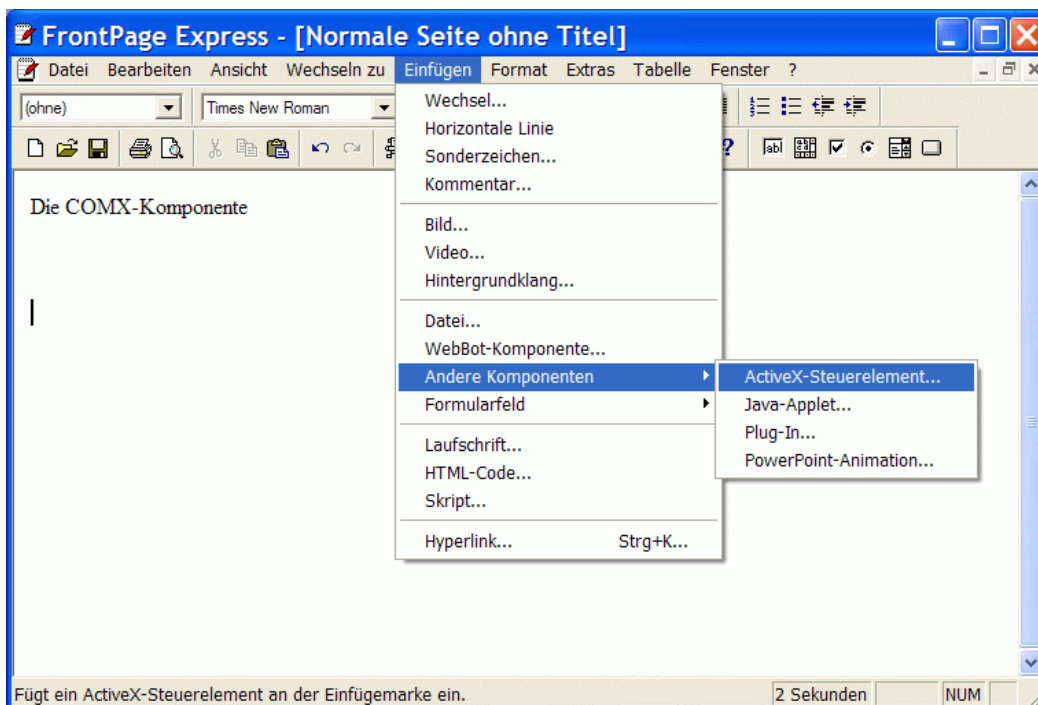 FrontPage Express - [Normale Seite ohne Titel]
Datei Bearbeiten Ansicht Wechseln zu Einfügen Format Extras Tabelle Fenster ?
(ohne) Times New Roman
abl
Die COMX-Komponente
Wechsel...
Horizontale Linie
Sonderzeichen...
Kommentar...
Bild...
Video...
Hintergrundklang...
Datei...
WebBot-Komponente...
Andere Komponenten
Formularfeld
Laufschrift...
HTML-Code...
Skript...
Hyperlink... Strg+K...
ActiveX-Steuerelement...
Java-Applet...
Plug-In...
PowerPoint-Animation...
Fügt ein ActiveX-Steuerelement an der Einfügemarke ein. 2 Sekunden NUM